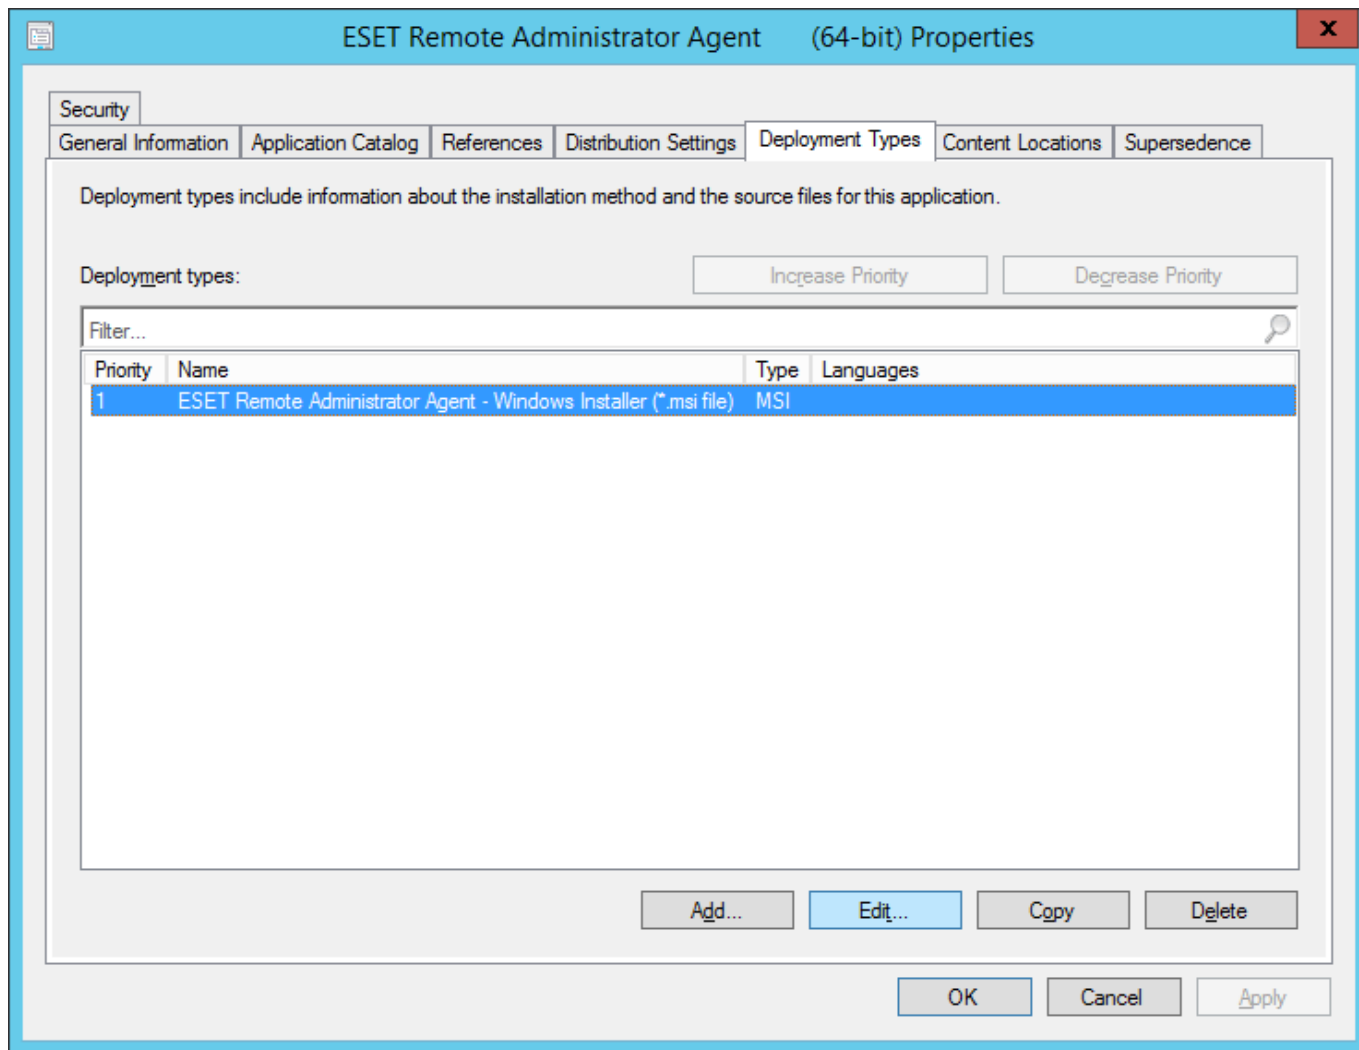 ESET Remote Administrator Agent (64-bit) Properties
x
Security
General Information Application Catalog References Distribution Settings Deployment Types Content Locations Supersedence
Deployment types include information about the installation method and the source files for this application.
Deployment types: Increase Priority Decrease Priority
Filter...
Priority Name Type Languages
1 ESET Remote Administrator Agent - Windows Installer (*.msi file) MSI
Add... Edit... Copy Delete
OK Cancel Apply